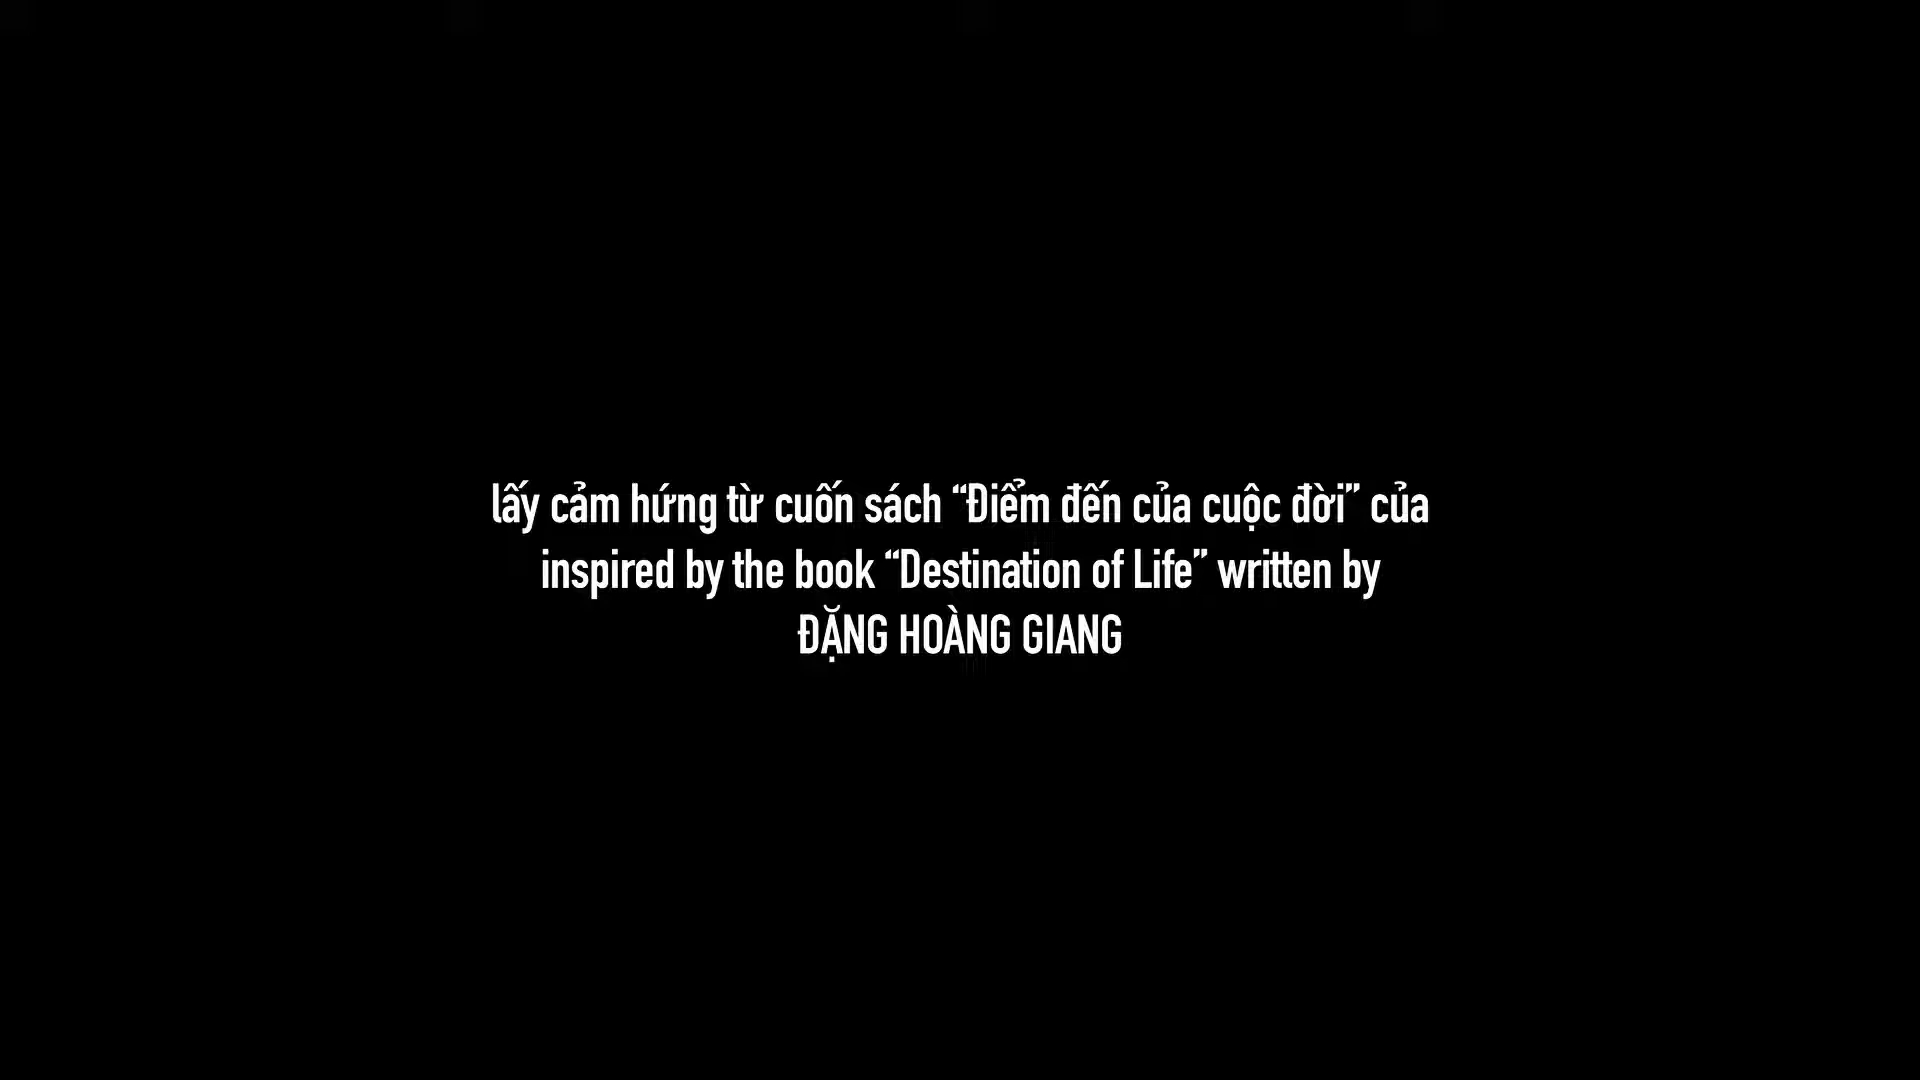 lấy cảm hứng từ cuốn sách “Điểm đến của cuộc đời” của
inspired by the book “Destination of Life” written by
ĐẶNG HOÀNG GIANG